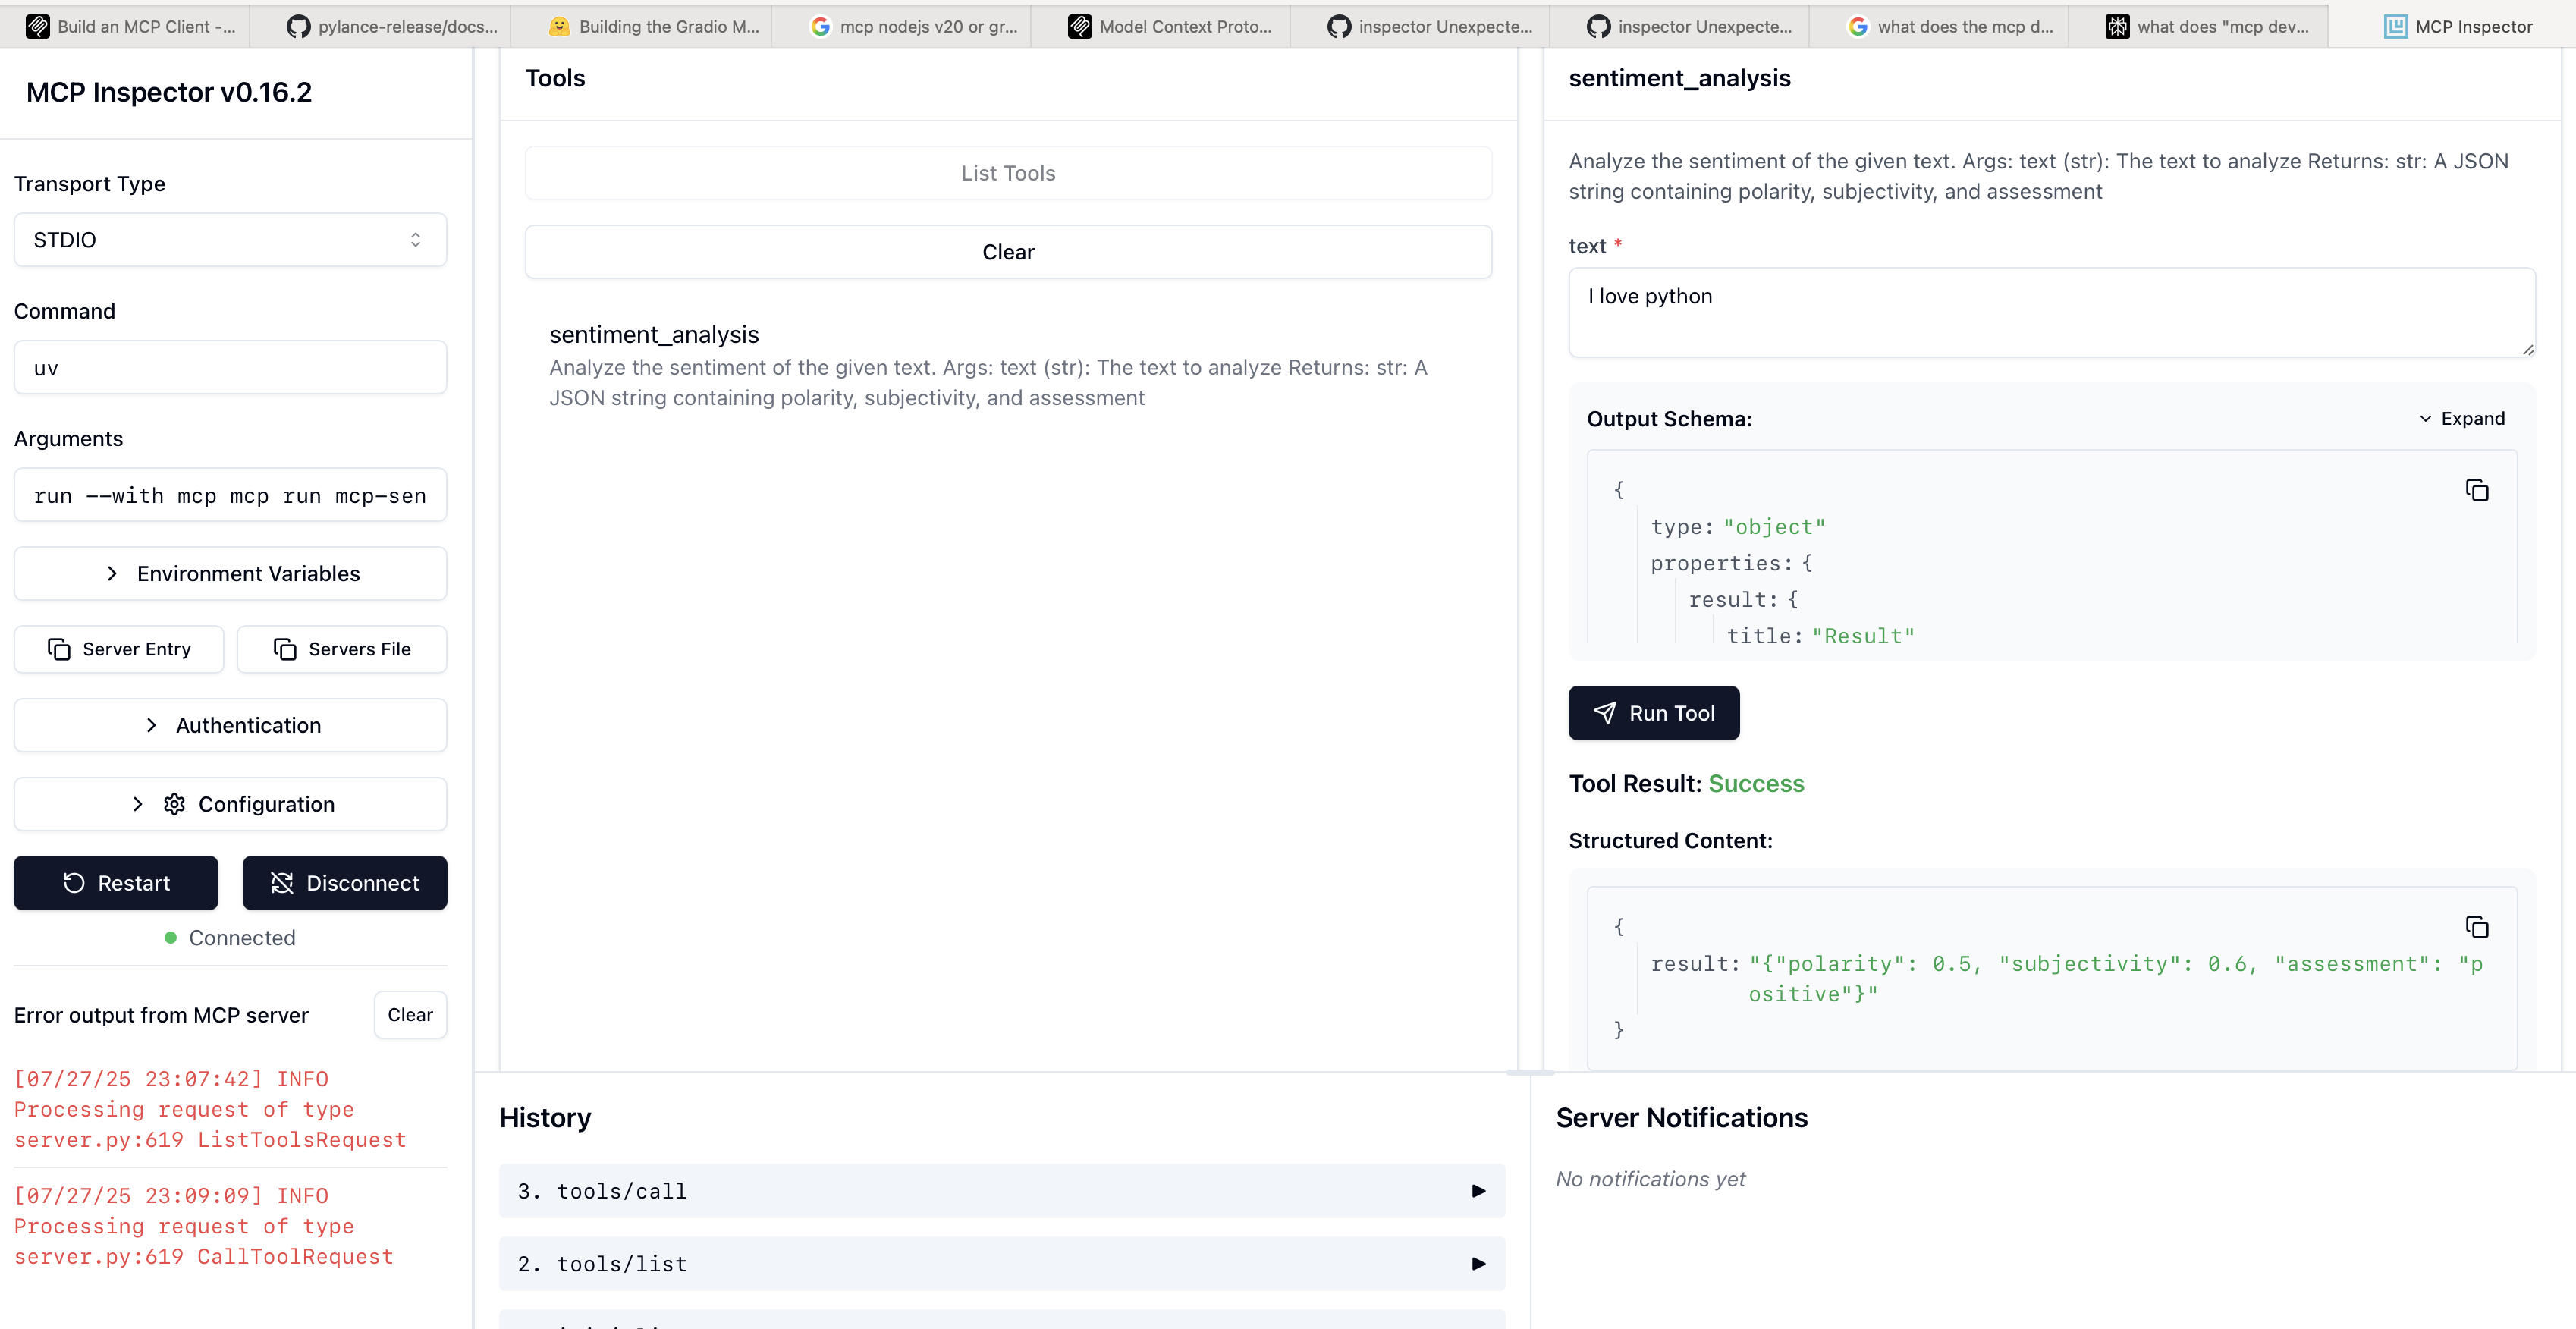 Build an MCP Client -...
pylance-release/docs...
Building the Gradio M...
mcp nodejs v20 or gr...
Model Context Proto...
inspector Unexpecte...
inspector Unexpecte...
what does the mcp d...
what does "mcp dev...
MCP Inspector
MCP Inspector v0.16.2
Transport Type
STDIO
Command
uv
Arguments
run --with mcp mcp run mcp-sen
Environment Variables
Server Entry
Servers File
Authentication
Configuration
Restart
Disconnect
Connected
Error output from MCP server
Clear
[07/27/25 23:07:42] INFO
Processing request of type
server.py:619 ListToolsRequest
[07/27/25 23:09:09] INFO
Processing request of type
server.py:619 CallToolRequest
Tools
List Tools
Clear
sentiment_analysis
Analyze the sentiment of the given text. Args: text (str): The text to analyze Returns: str: A
JSON string containing polarity, subjectivity, and assessment
sentiment_analysis
Analyze the sentiment of the given text. Args: text (str): The text to analyze Returns: str: A JSON
string containing polarity, subjectivity, and assessment
text *
I love python
Output Schema:
Expand
{
type: "object"
properties: {
result: {
title: "Result"
Run Tool
Tool Result: Success
Structured Content:
{
result: "{"polarity": 0.5, "subjectivity": 0.6, "assessment": "p
ositive"}"
}
History
3. tools/call
2. tools/list
Server Notifications
No notifications yet